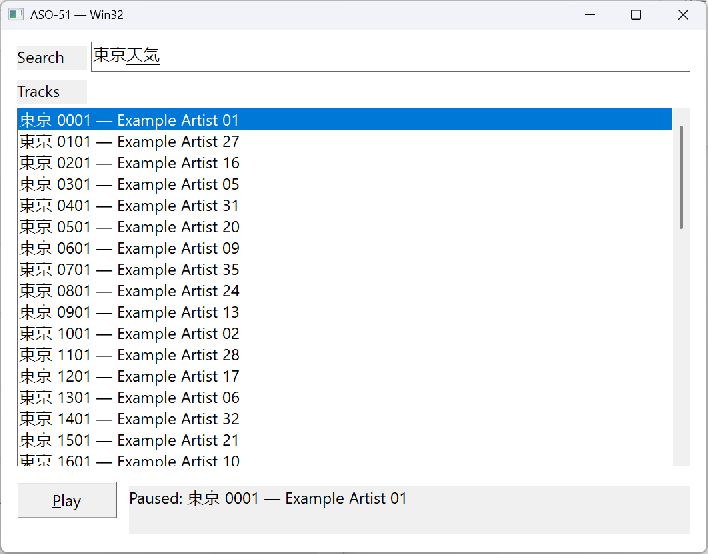 ASO-51 — Win32
Search 東京天気
Tracks
東京 0001 — Example Artist 01
東京 0101 — Example Artist 27
東京 0201 — Example Artist 16
東京 0301 — Example Artist 05
東京 0401 — Example Artist 31
東京 0501 — Example Artist 20
東京 0601 — Example Artist 09
東京 0701 — Example Artist 35
東京 0801 — Example Artist 24
東京 0901 — Example Artist 13
東京 1001 — Example Artist 02
東京 1101 — Example Artist 28
東京 1201 — Example Artist 17
東京 1301 — Example Artist 06
東京 1401 — Example Artist 32
東京 1501 — Example Artist 21
東京 1601 — Example Artist 10
Play Paused: 東京 0001 — Example Artist 01